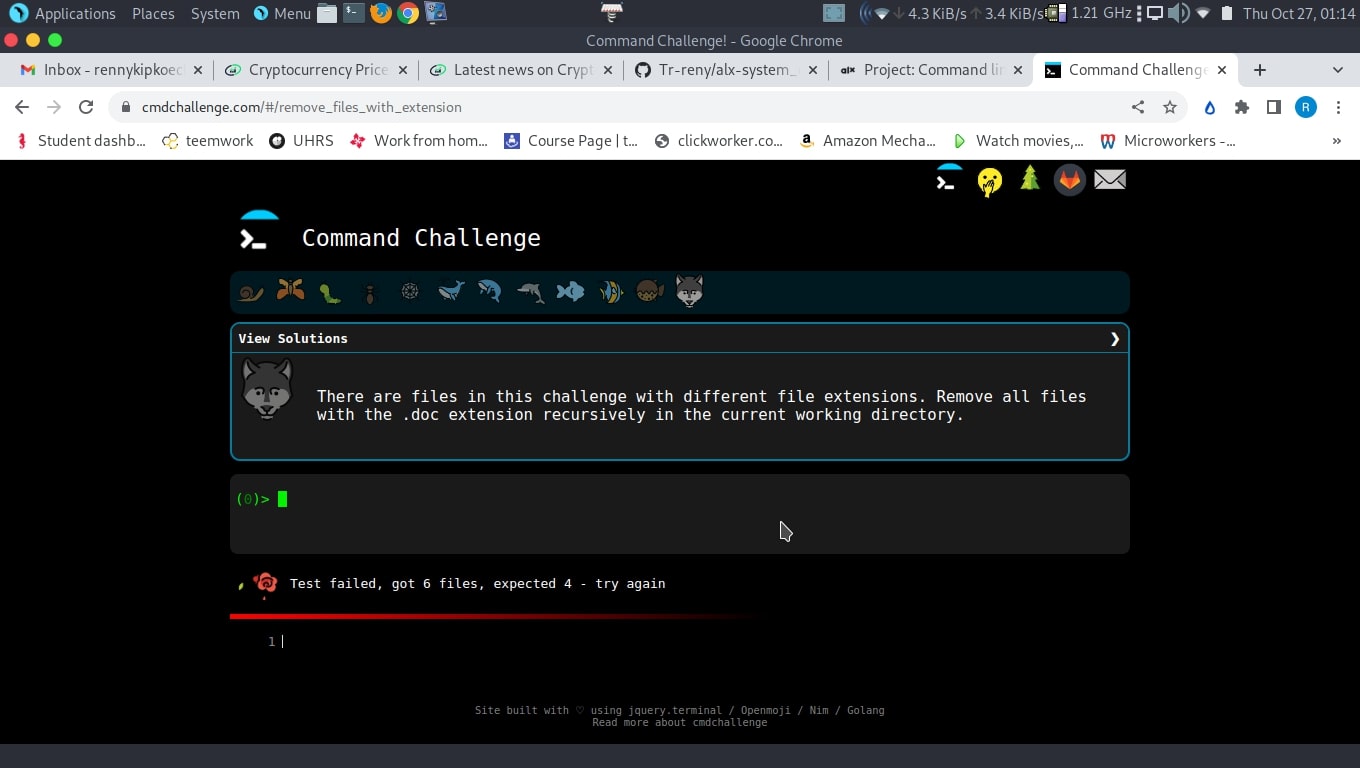 Applications Places System Menu 4.3 KiB/s 3.4 KiB/s 1.21 GHz Thu Oct 27, 01:14
Command Challenge! - Google Chrome
Inbox - rennykipkoec Cryptocurrency Price Latest news on Crypt Tr-reny/alx-system_ alx Project: Command lin Command Challenge
cmdchallenge.com/#/remove_files_with_extension R
Student dashb... teemwork UHRS Work from hom... Course Page | t... clickworker.co... Amazon Mecha... Watch movies,... Microworkers -... »
Command Challenge
View Solutions
There are files in this challenge with different file extensions. Remove all files
with the .doc extension recursively in the current working directory.
(0)>
Test failed, got 6 files, expected 4 - try again
1
Site built with ♡ using jquery.terminal / Openmoji / Nim / Golang
Read more about cmdchallenge